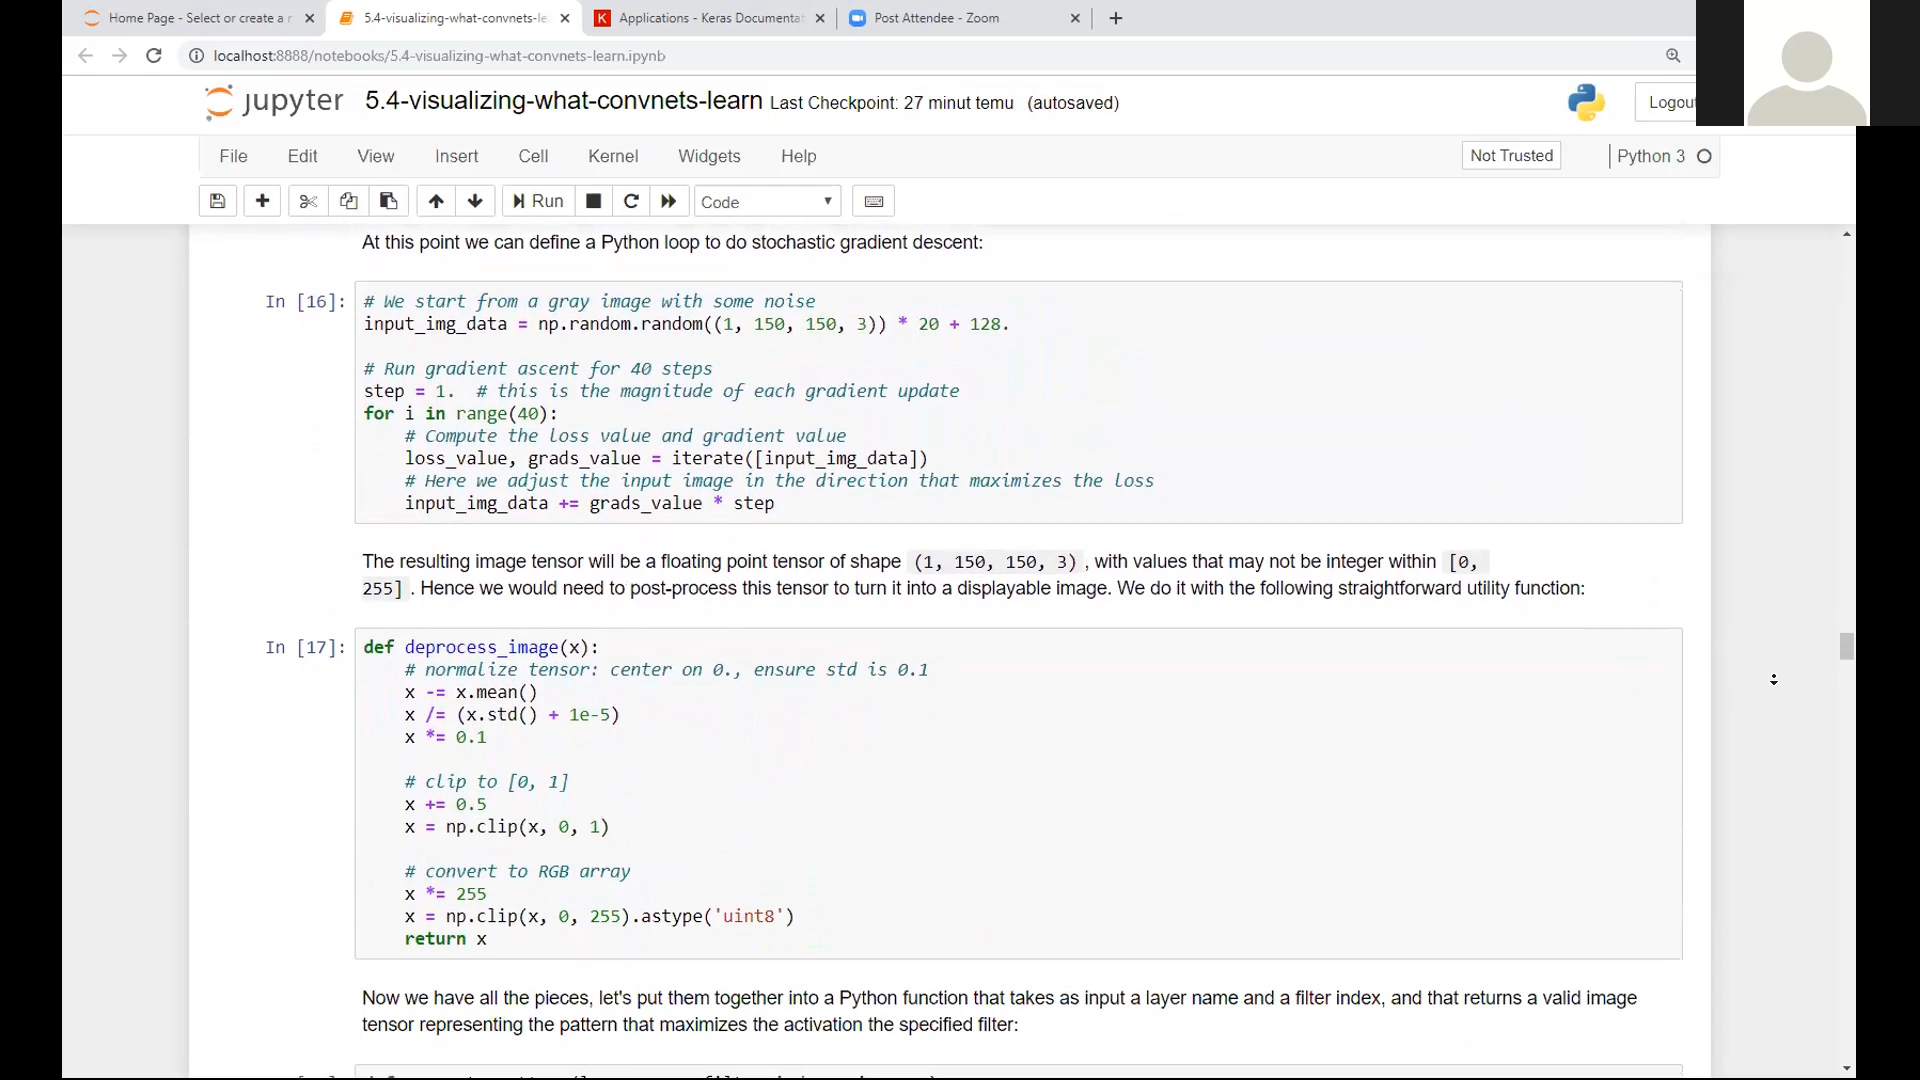 Home Page - Select or create a n
5.4-visualizing-what-convnets-le
Applications - Keras Documentat
Post Attendee - Zoom
localhost:8888/notebooks/5.4-visualizing-what-convnets-learn.ipynb
jupyter 5.4-visualizing-what-convnets-learn Last Checkpoint: 27 minut temu (autosaved)
Logout
File Edit View Insert Cell Kernel Widgets Help
Not Trusted Python 3
Run Code
At this point we can define a Python loop to do stochastic gradient descent:
In [16]:
# We start from a gray image with some noise
input_img_data = np.random.random((1, 150, 150, 3)) * 20 + 128.
# Run gradient ascent for 40 steps
step = 1.  # this is the magnitude of each gradient update
for i in range(40):
    # Compute the loss value and gradient value
    loss_value, grads_value = iterate([input_img_data])
    # Here we adjust the input image in the direction that maximizes the loss
    input_img_data += grads_value * step
The resulting image tensor will be a floating point tensor of shape (1, 150, 150, 3), with values that may not be integer within [0,
255]. Hence we would need to post-process this tensor to turn it into a displayable image. We do it with the following straightforward utility function:
In [17]:
def deprocess_image(x):
    # normalize tensor: center on 0., ensure std is 0.1
    x -= x.mean()
    x /= (x.std() + 1e-5)
    x *= 0.1
    # clip to [0, 1]
    x += 0.5
    x = np.clip(x, 0, 1)
    # convert to RGB array
    x *= 255
    x = np.clip(x, 0, 255).astype('uint8')
    return x
Now we have all the pieces, let's put them together into a Python function that takes as input a layer name and a filter index, and that returns a valid image
tensor representing the pattern that maximizes the activation the specified filter: